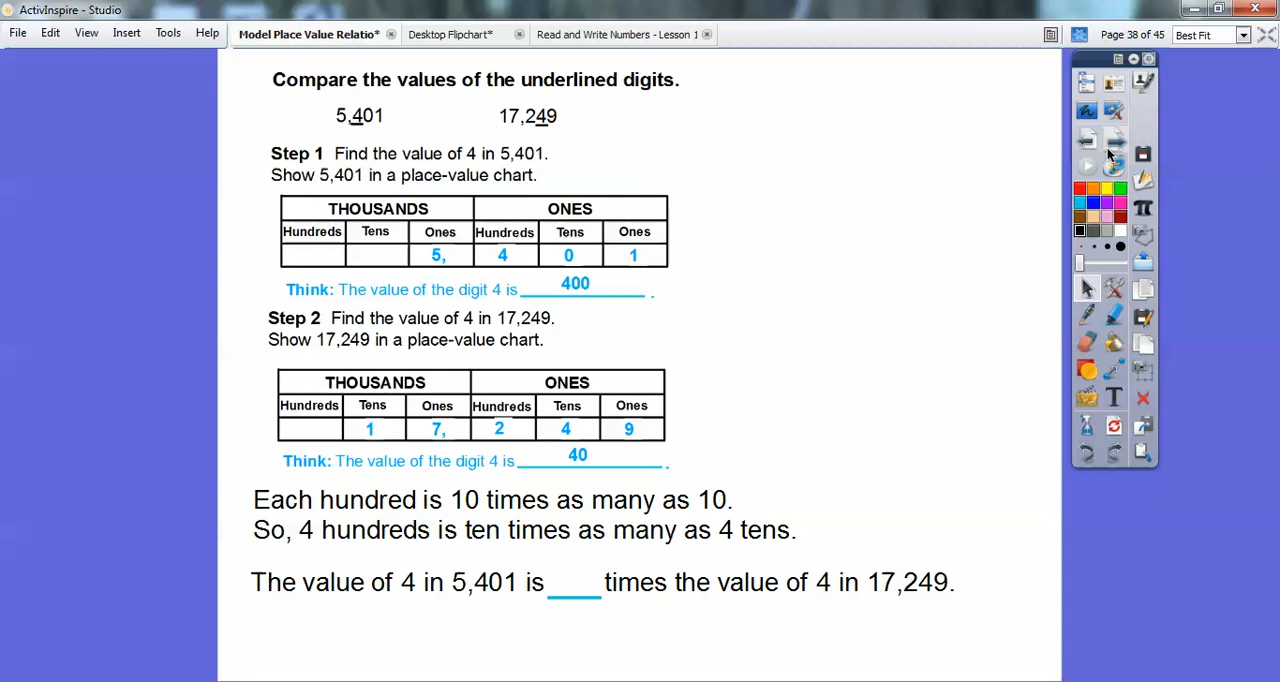 ActivInspire - Studio
File Edit View Insert Tools Help Model Place Value Relatio* Desktop Flipchart* Read and Write Numbers - Lesson 1 Page 38 of 45 Best Fit
Compare the values of the underlined digits.
5,401 17,249
Step 1 Find the value of 4 in 5,401.
Show 5,401 in a place-value chart.
THOUSANDS ONES
Hundreds Tens Ones Hundreds Tens Ones
5, 4 0 1
Think: The value of the digit 4 is 400 .
Step 2 Find the value of 4 in 17,249.
Show 17,249 in a place-value chart.
THOUSANDS ONES
Hundreds Tens Ones Hundreds Tens Ones
1 7, 2 4 9
Think: The value of the digit 4 is 40 .
Each hundred is 10 times as many as 10.
So, 4 hundreds is ten times as many as 4 tens.
The value of 4 in 5,401 is ____ times the value of 4 in 17,249.